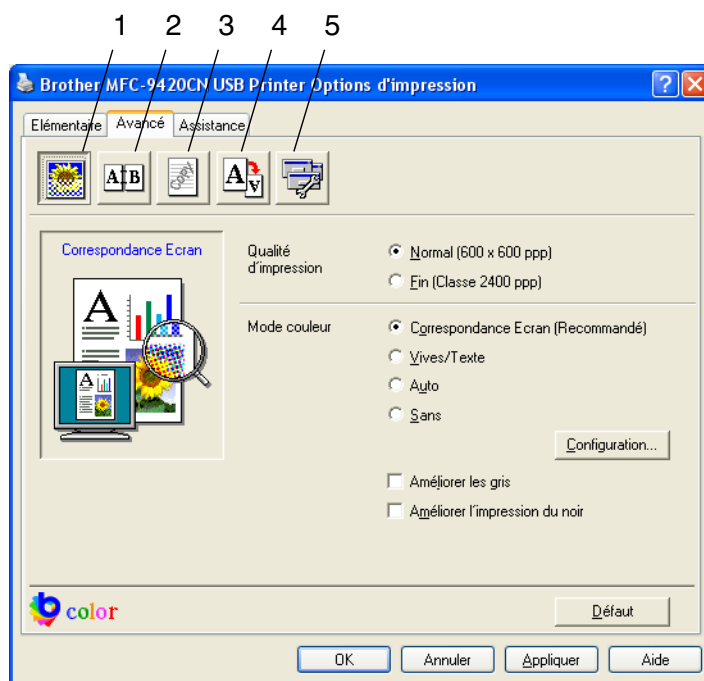 1 2 3 4 5
Brother MFC-9420CN USB Printer Options d'impression
Elémentaire Avancé Assistance
A B Copy A A
Correspondance Ecran
Qualité
d'impression
Normal (600 x 600 ppp)
Fin (Classe 2400 ppp)
A
A
Mode couleur
Correspondance Ecran (Recommandé)
Vives/Texte
Auto
Sans
Configuration...
Améliorer les gris
Améliorer l'impression du noir
color
Défaut
OK Annuler Appliquer Aide